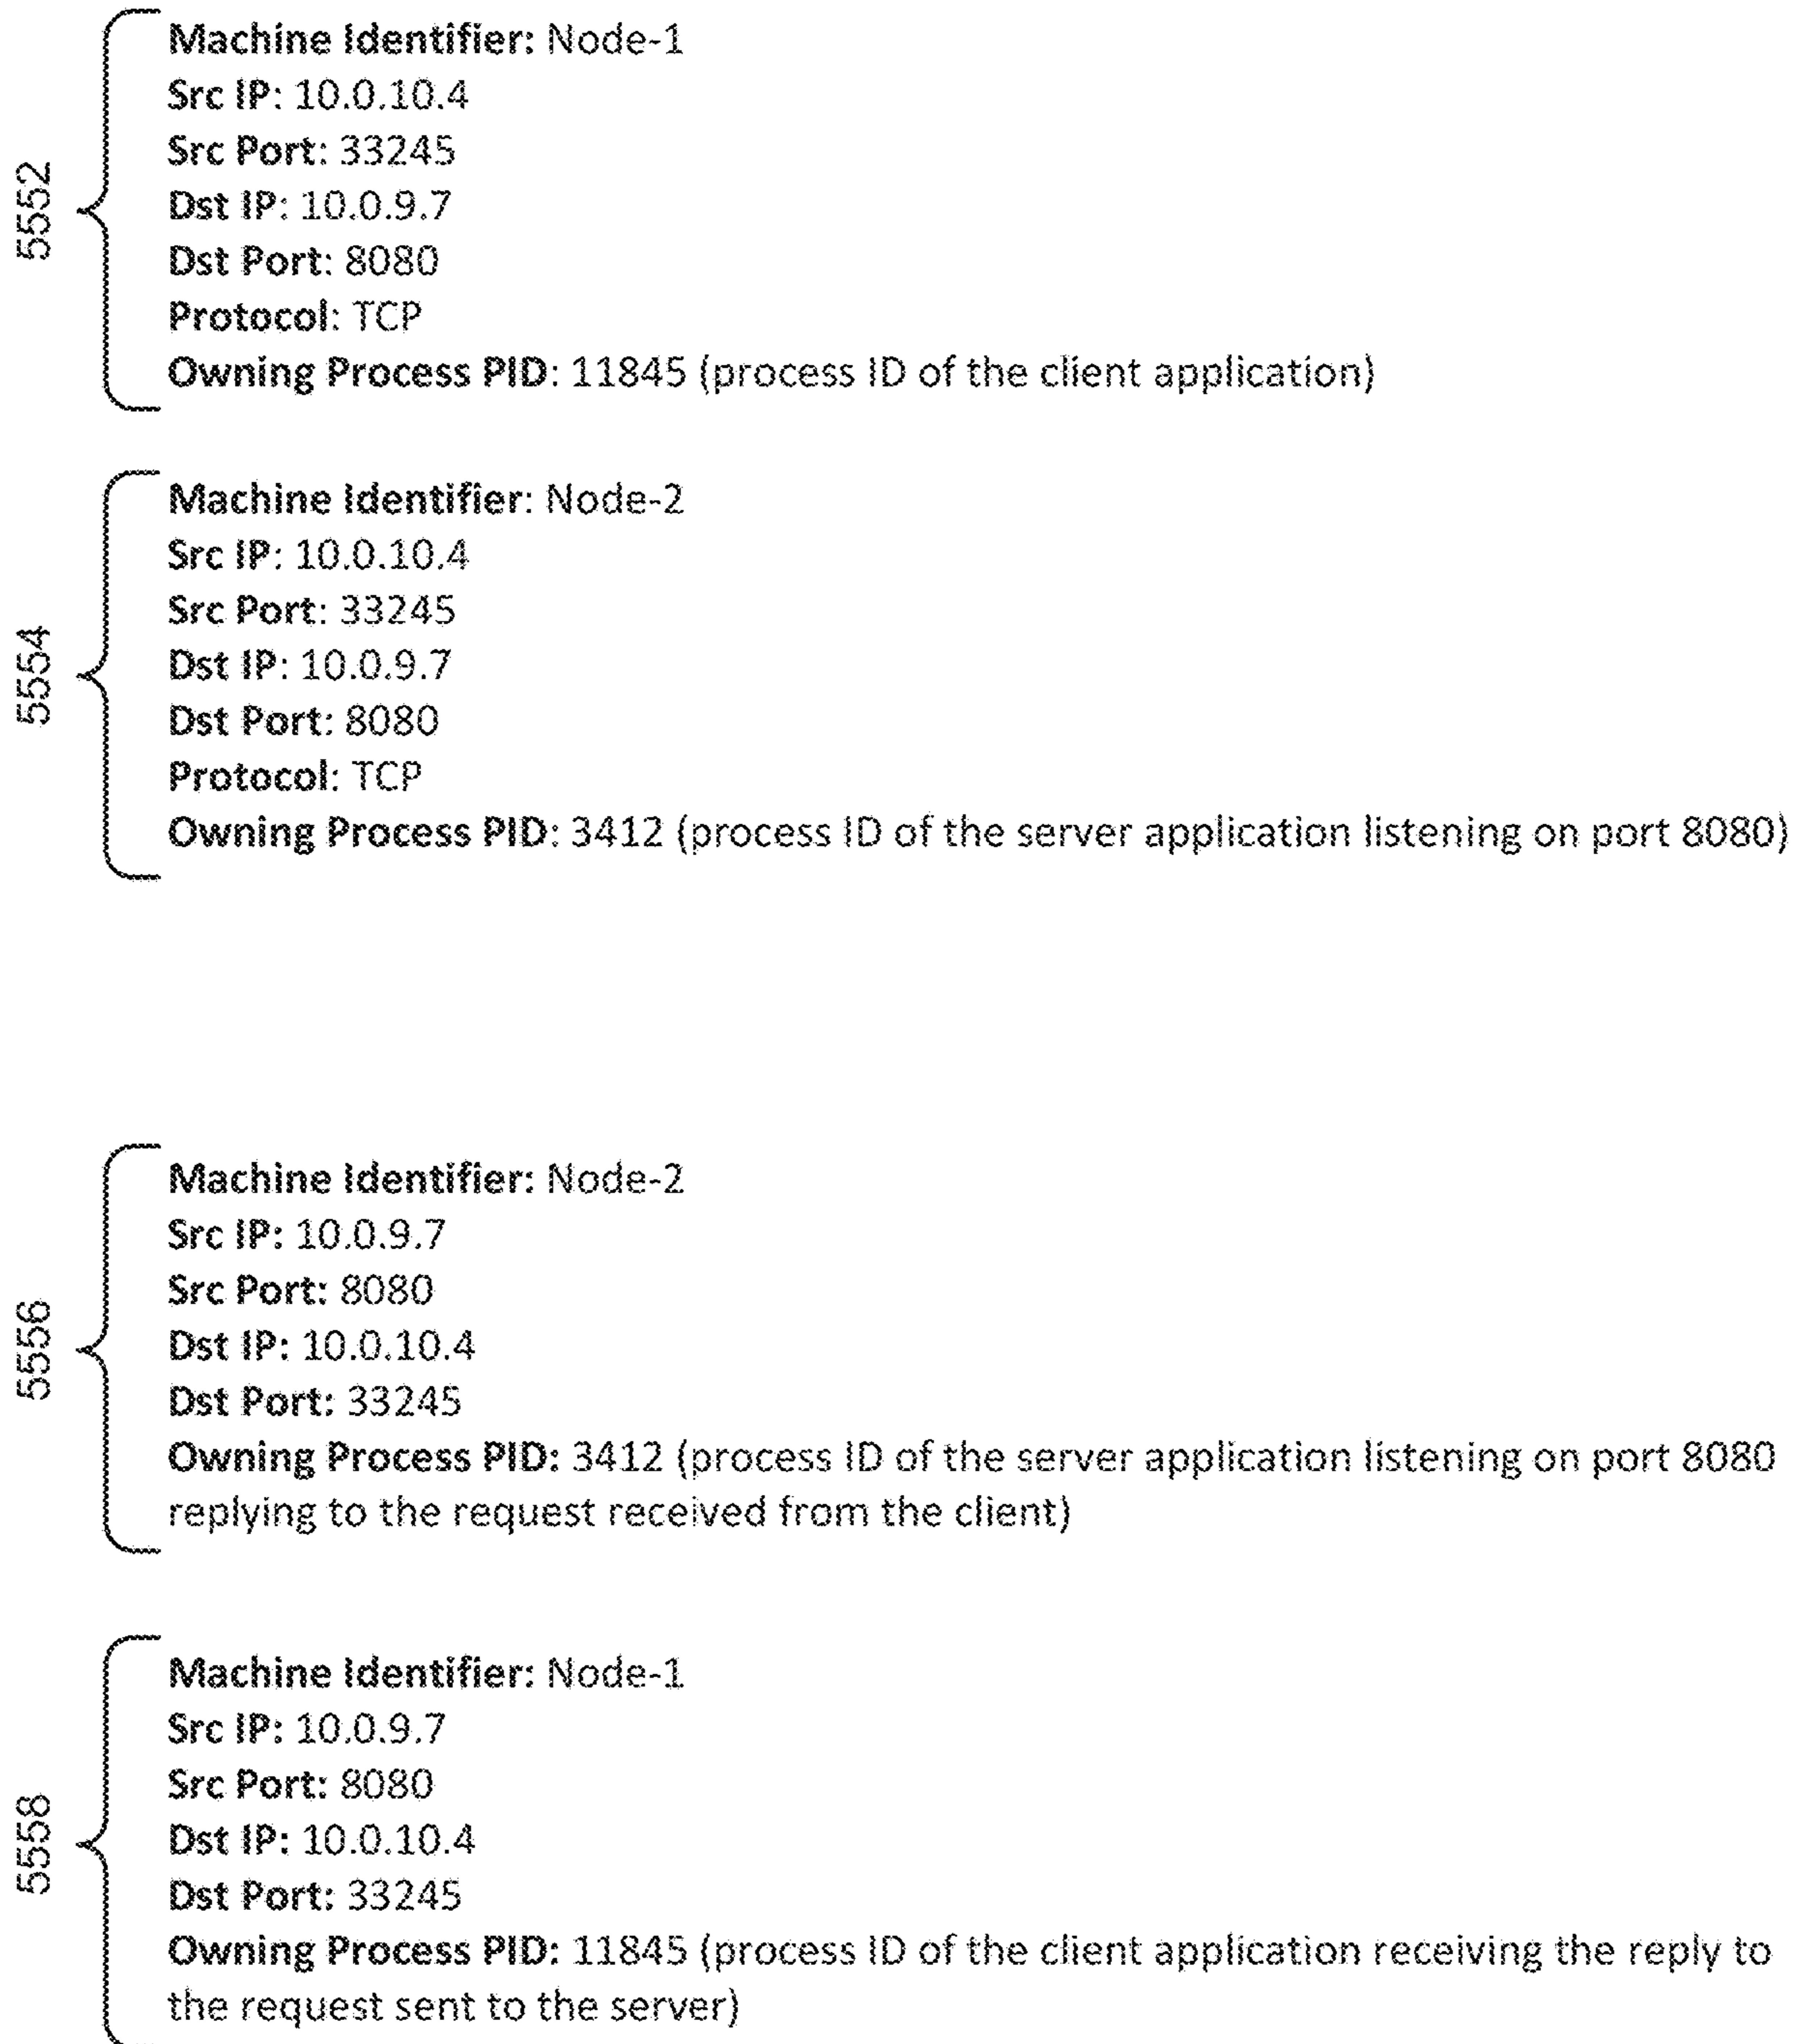 5552
Machine Identifier: Node-1
Src IP: 10.0.10.4
Src Port: 33245
Dst IP: 10.0.9.7
Dst Port: 8080
Protocol: TCP
Owning Process PID: 11845 (process ID of the client application)
5554
Machine Identifier: Node-2
Src IP: 10.0.10.4
Src Port: 33245
Dst IP: 10.0.9.7
Dst Port: 8080
Protocol: TCP
Owning Process PID: 3412 (process ID of the server application listening on port 8080)
5556
Machine Identifier: Node-2
Src IP: 10.0.9.7
Src Port: 8080
Dst IP: 10.0.10.4
Dst Port: 33245
Owning Process PID: 3412 (process ID of the server application listening on port 8080
replying to the request received from the client)
5558
Machine Identifier: Node-1
Src IP: 10.0.9.7
Src Port: 8080
Dst IP: 10.0.10.4
Dst Port: 33245
Owning Process PID: 11845 (process ID of the client application receiving the reply to
the request sent to the server)